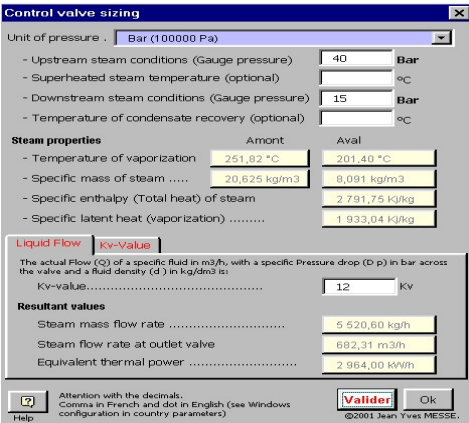 Control valve sizing
Unit of pressure . Bar (100000 Pa)
- Upstream steam conditions (Gauge pressure) 40 Bar
- Superheated steam temperature (optional) °C
- Downstream steam conditions (Gauge pressure) 15 Bar
- Temperature of condensate recovery (optional) °C
Steam properties Amont Aval
- Temperature of vaporization 251,82 °C 201,40 °C
- Specific mass of steam ..... 20,625 kg/m3 8,091 kg/m3
- Specific enthalpy (Total heat) of steam 2 791,75 Kj/kg
- Specific latent heat (vaporization) ......... 1 933,04 Kj/kg
Liquid Flow Kv-Value
The actual Flow (Q) of a specific fluid in m3/h, with a specific Pressure drop (D p) in bar across
the valve and a fluid density (d ) in kg/dm3 is:
Kv-value............................................ 12 Kv
Resultant values
Steam mass flow rate ............................ 5 520,60 kg/h
Steam flow rate at outlet valve 682,31 m3/h
Equivalent thermal power ...................... 2 964,00 kW/h
Help
Attention with the decimals.
Comma in French and dot in English (see Windows
configuration in country parameters)
Valider Ok
©2001 Jean Yves MESSE.